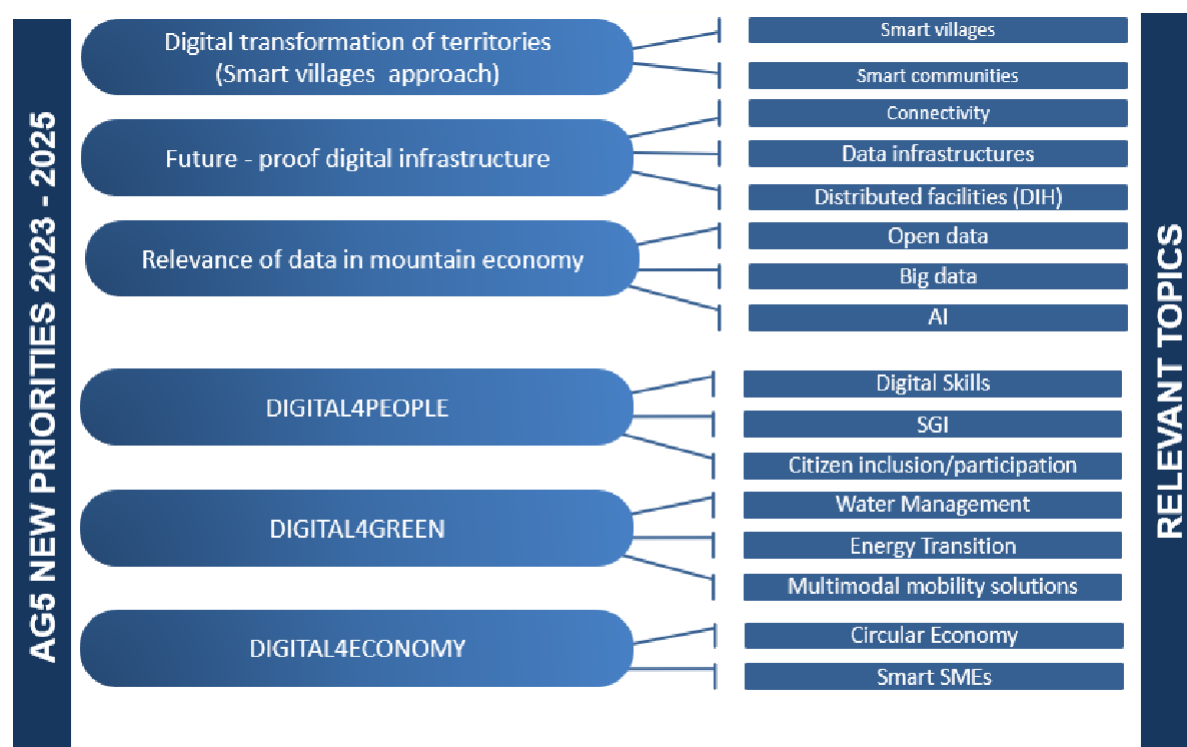 AG5 NEW PRIORITIES 2023 - 2025
Digital transformation of territories
(Smart villages approach)
Smart villages
Smart communities
Future - proof digital infrastructure
Connectivity
Data infrastructures
Distributed facilities (DIH)
Relevance of data in mountain economy
Open data
Big data
AI
DIGITAL4PEOPLE
Digital Skills
SGI
Citizen inclusion/participation
DIGITAL4GREEN
Water Management
Energy Transition
Multimodal mobility solutions
DIGITAL4ECONOMY
Circular Economy
Smart SMEs
RELEVANT TOPICS